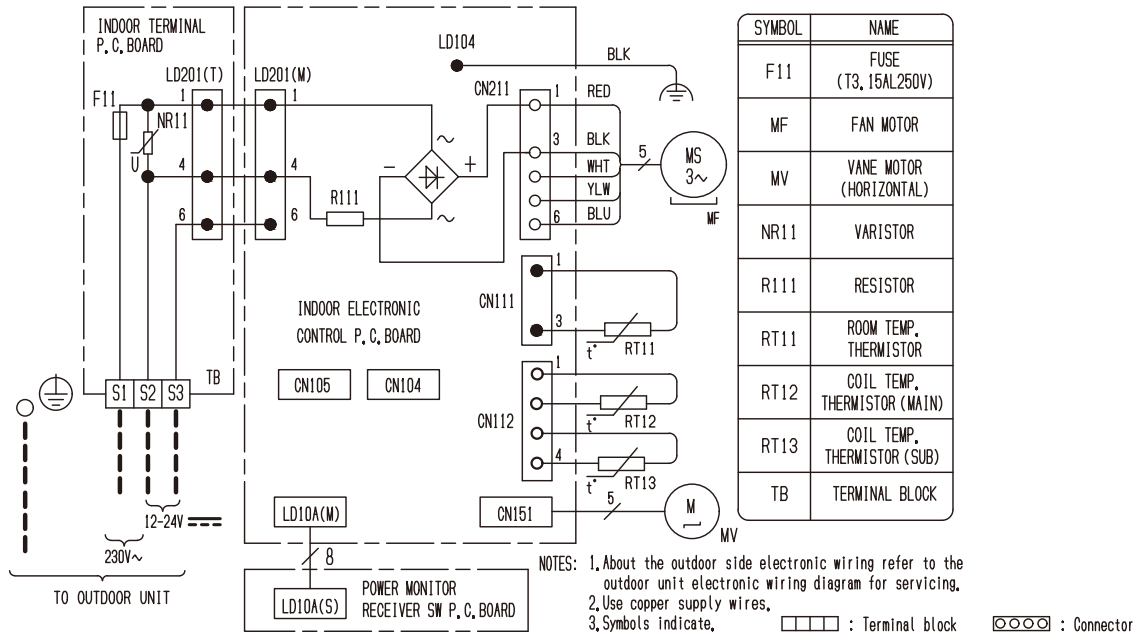 INDOOR TERMINAL
P.C.BOARD
LD201(T)
LD201(M)
F11
NR11
U
1
4
6
1
4
6
R111
~
~
−
+
LD104
BLK
CN211
1
3
6
RED
BLK
WHT
YLW
BLU
5
MS
3~
MF
INDOOR ELECTRONIC
CONTROL P.C.BOARD
CN105
CN104
CN111
1
3
t°
RT11
CN112
1
4
t°
RT12
t°
RT13
CN151
5
M
MV
LD10A(M)
8
LD10A(S)
POWER MONITOR
RECEIVER SW P.C.BOARD
S1
S2
S3
TB
12-24V
230V~
TO OUTDOOR UNIT
SYMBOL NAME
F11 FUSE
(T3.15AL250V)
MF FAN MOTOR
MV VANE MOTOR
(HORIZONTAL)
NR11 VARISTOR
R111 RESISTOR
RT11 ROOM TEMP.
THERMISTOR
RT12 COIL TEMP.
THERMISTOR(MAIN)
RT13 COIL TEMP.
THERMISTOR(SUB)
TB TERMINAL BLOCK
NOTES: 1.About the outdoor side electronic wiring refer to the
outdoor unit electronic wiring diagram for servicing.
2.Use copper supply wires.
3.Symbols indicate. : Terminal block : Connector